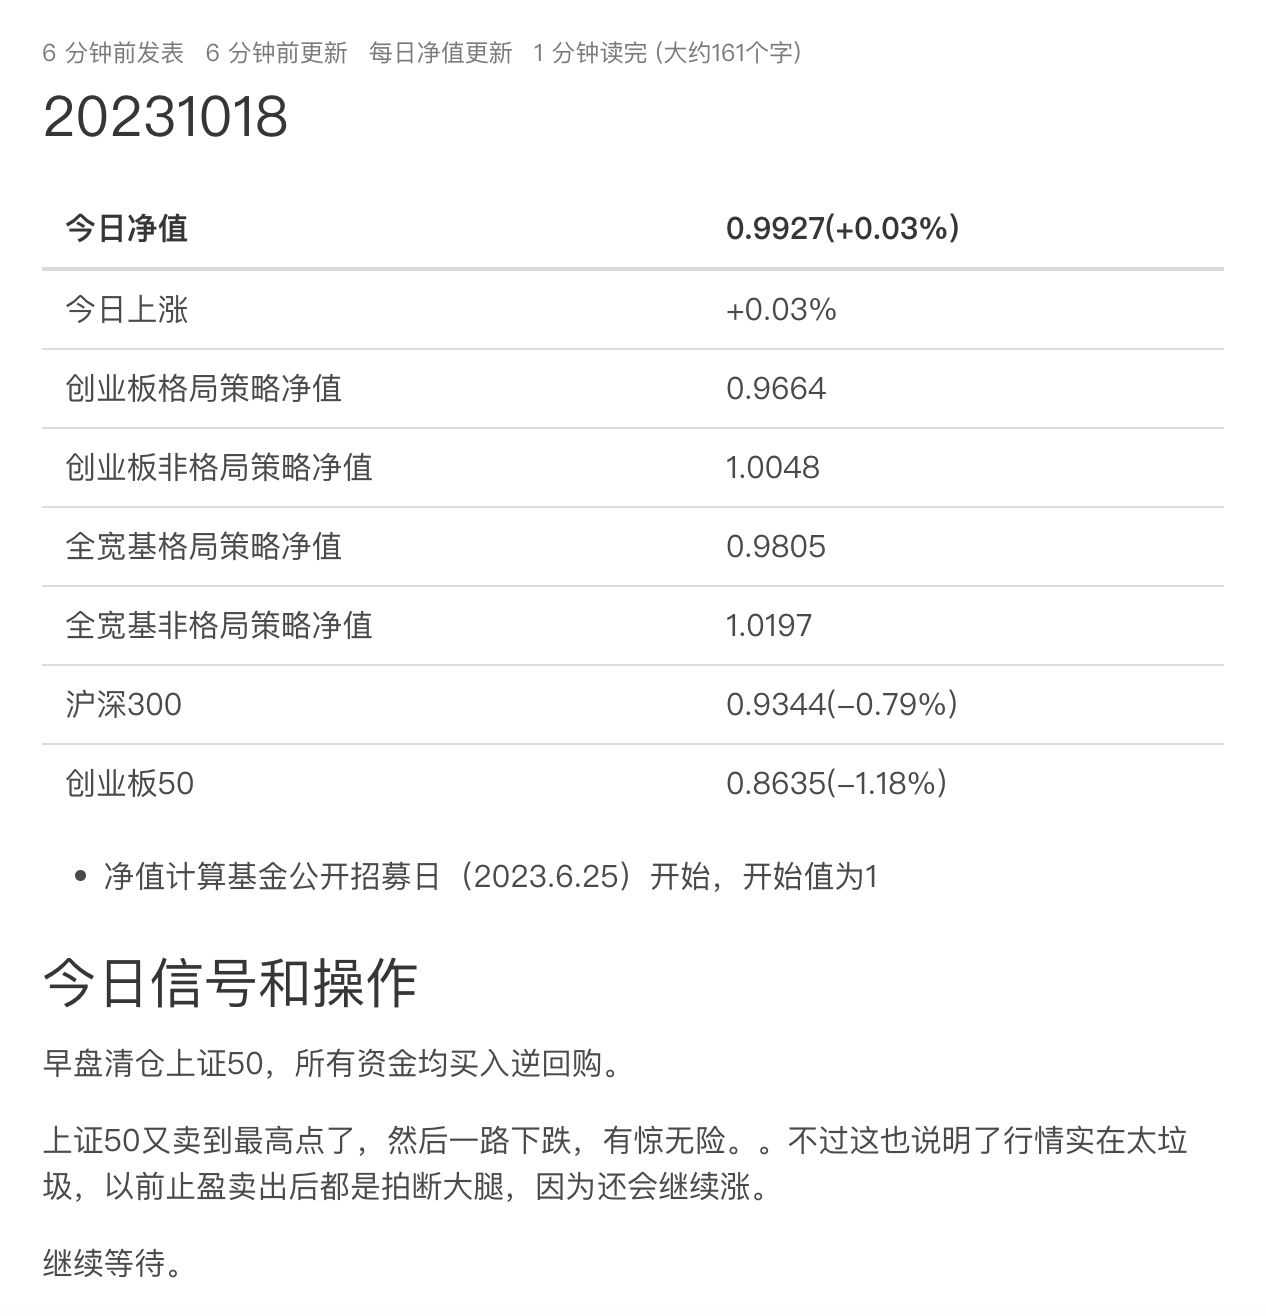 6 分钟前发表 6 分钟前更新 每日净值更新 1 分钟读完 (大约161个字)
20231018
今日净值 0.9927(+0.03%)
今日上涨 +0.03%
创业板格局策略净值 0.9664
创业板非格局策略净值 1.0048
全宽基格局策略净值 0.9805
全宽基非格局策略净值 1.0197
沪深300 0.9344(−0.79%)
创业板50 0.8635(−1.18%)
• 净值计算基金公开招募日（2023.6.25）开始，开始值为1
今日信号和操作
早盘清仓上证50，所有资金均买入逆回购。
上证50又卖到最高点了，然后一路下跌，有惊无险。。不过这也说明了行情实在太垃
圾，以前止盈卖出后都是拍断大腿，因为还会继续涨。
继续等待。